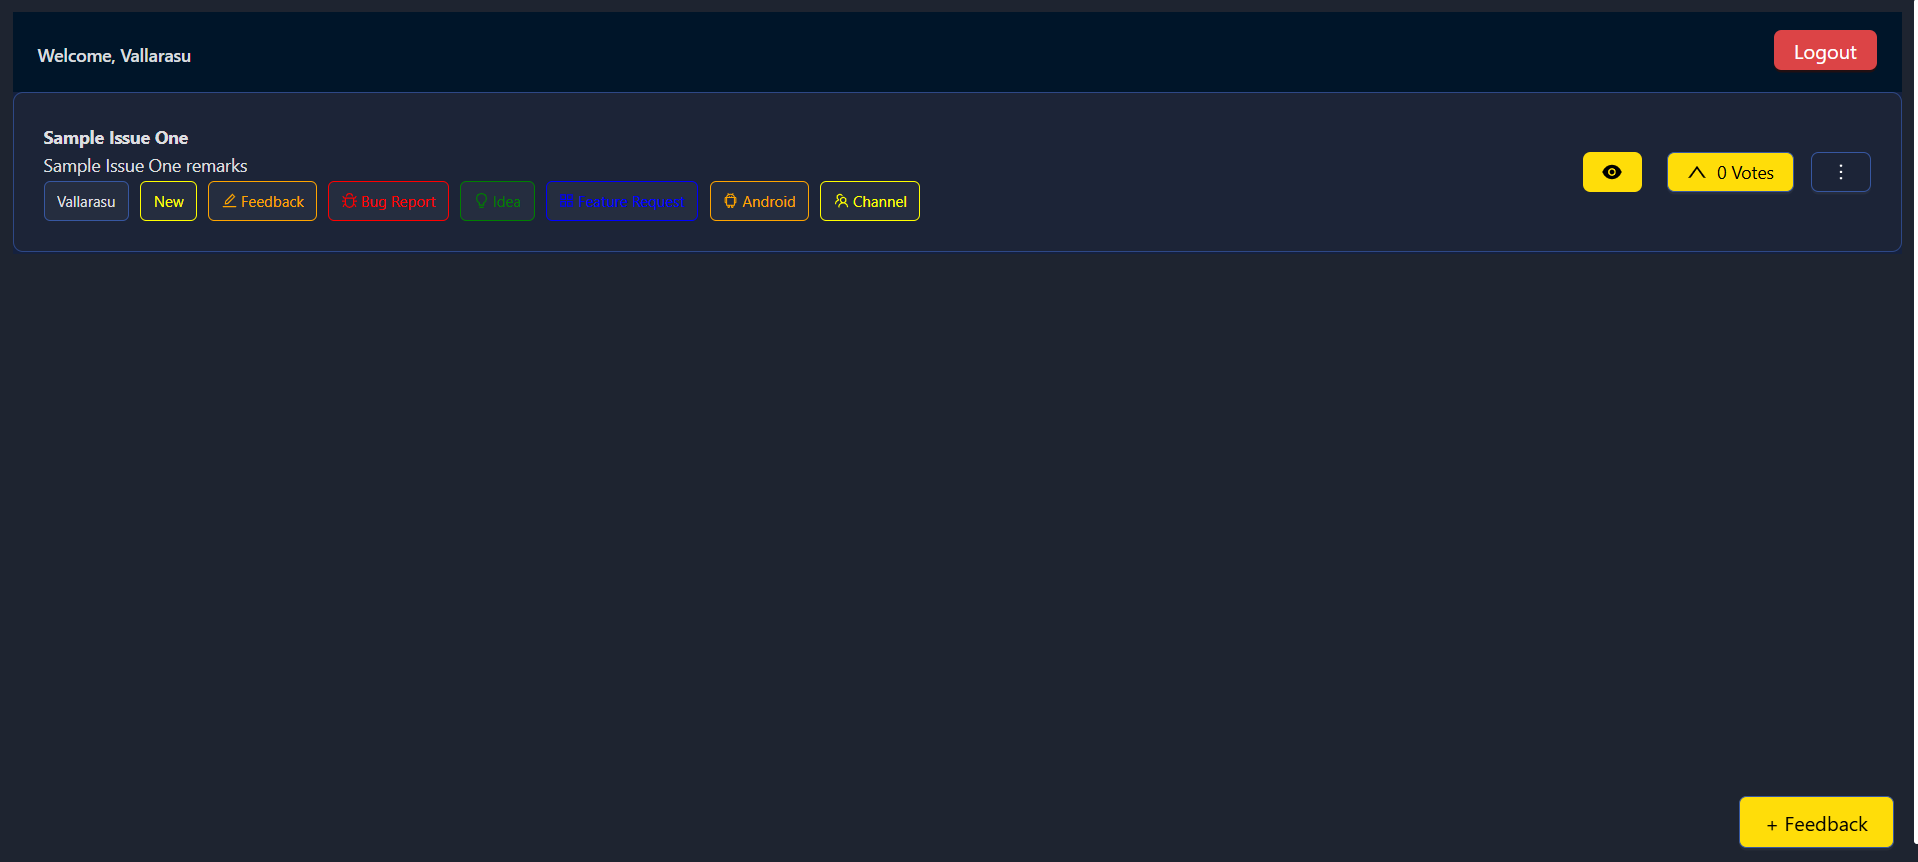 Welcome, Vallarasu
Logout
Sample Issue One
Sample Issue One remarks
Vallarasu New Feedback Bug Report Idea Feature Request Android Channel
0 Votes
+ Feedback